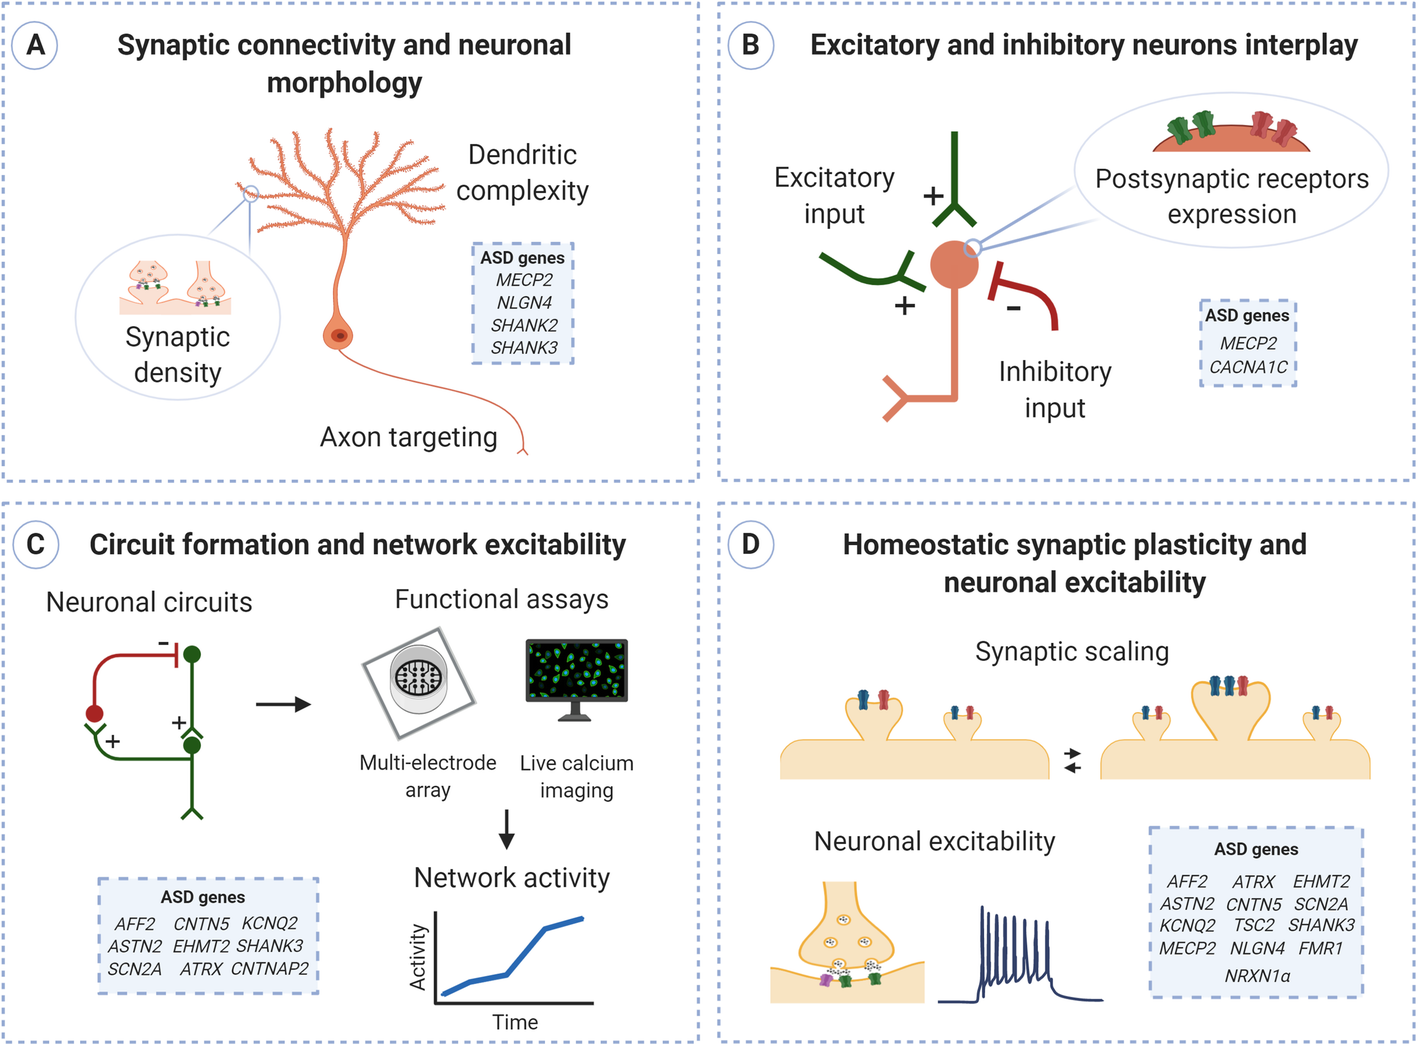 A
Synaptic connectivity and neuronal
morphology
Dendritic
complexity
ASD genes
MECP2
NLGN4
SHANK2
SHANK3
Synaptic
density
Axon targeting
B
Excitatory and inhibitory neurons interplay
Excitatory
input
+
+
-
Postsynaptic receptors
expression
Inhibitory
input
ASD genes
MECP2
CACNA1C
C
Circuit formation and network excitability
Neuronal circuits
-
+
+
Functional assays
Multi-electrode
array
Live calcium
imaging
Network activity
Activity
Time
ASD genes
AFF2 CNTN5 KCNQ2
ASTN2 EHMT2 SHANK3
SCN2A ATRX CNTNAP2
D
Homeostatic synaptic plasticity and
neuronal excitability
Synaptic scaling
Neuronal excitability
ASD genes
AFF2 ATRX EHMT2
ASTN2 CNTN5 SCN2A
KCNQ2 TSC2 SHANK3
MECP2 NLGN4 FMR1
NRXN1α